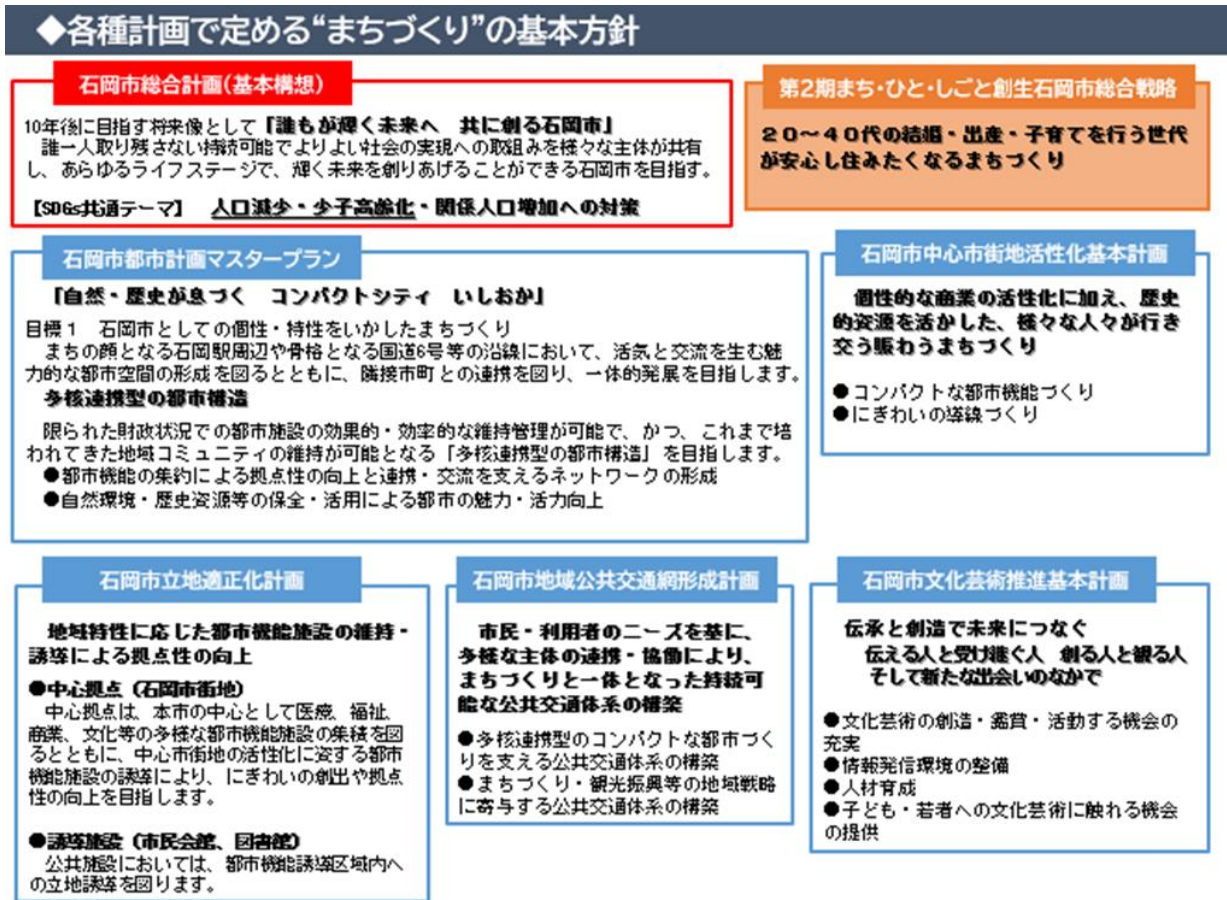 ◆各種計画で定める“まちづくり”の基本方針
石岡市総合計画(基本構想)
10年後に目指す将来像として「誰もが輝く未来へ　共に創る石岡市」
誰一人取り残さない持続可能でよりよい社会の実現への取組みを様々な主体が共有
し、あらゆるライフステージで、輝く未来を創りあげることができる石岡市を目指す。
【SDGs共通テーマ】　人口減少・少子高齢化・関係人口増加への対策
第2期まち・ひと・しごと創生石岡市総合戦略
２０～４０代の結婚・出産・子育てを行う世代
が安心し住みたくなるまちづくり
石岡市都市計画マスタープラン
「自然・歴史が息づく　コンパクトシティ　いしおか」
目標１　石岡市としての個性・特性をいかしたまちづくり
まちの顔となる石岡駅周辺や骨格となる国道6号等の沿線において、活気と交流を生む魅
力的な都市空間の形成を図るとともに、隣接市町との連携を図り、一体的発展を目指します。
多核連携型の都市構造
限られた財政状況での都市施設の効果的・効率的な維持管理が可能で、かつ、これまで培
われてきた地域コミュニティの維持が可能となる「多核連携型の都市構造」を目指します。
●都市機能の集約による拠点性の向上と連携・交流を支えるネットワークの形成
●自然環境・歴史資源等の保全・活用による都市の魅力・活力向上
石岡市中心市街地活性化基本計画
個性的な商業の活性化に加え、歴史
的資源を活かした、様々な人々が行き
交う賑わうまちづくり
●コンパクトな都市機能づくり
●にぎわいの導線づくり
石岡市立地適正化計画
地域特性に応じた都市機能施設の維持・
誘導による拠点性の向上
●中心拠点（石岡市街地）
中心拠点は、本市の中心として医療、福祉、
商業、文化等の多様な都市機能施設の集積を図
るとともに、中心市街地の活性化に資する都市
機能施設の誘導により、にぎわいの創出や拠点
性の向上を目指します。
●誘導施設（市民会館、図書館）
公共施設においては、都市機能誘導区域内へ
の立地誘導を図ります。
石岡市地域公共交通網形成計画
市民・利用者のニーズを基に、
多様な主体の連携・協働により、
まちづくりと一体となった持続可
能な公共交通体系の構築
●多核連携型のコンパクトな都市づく
りを支える公共交通体系の構築
●まちづくり・観光振興等の地域戦略
に寄与する公共交通体系の構築
石岡市文化芸術推進基本計画
伝承と創造で未来につなぐ
伝える人と受け継ぐ人　創る人と観る人
そして新たな出会いのなかで
●文化芸術の創造・鑑賞・活動する機会の
充実
●情報発信環境の整備
●人材育成
●子ども・若者への文化芸術に触れる機会
の提供